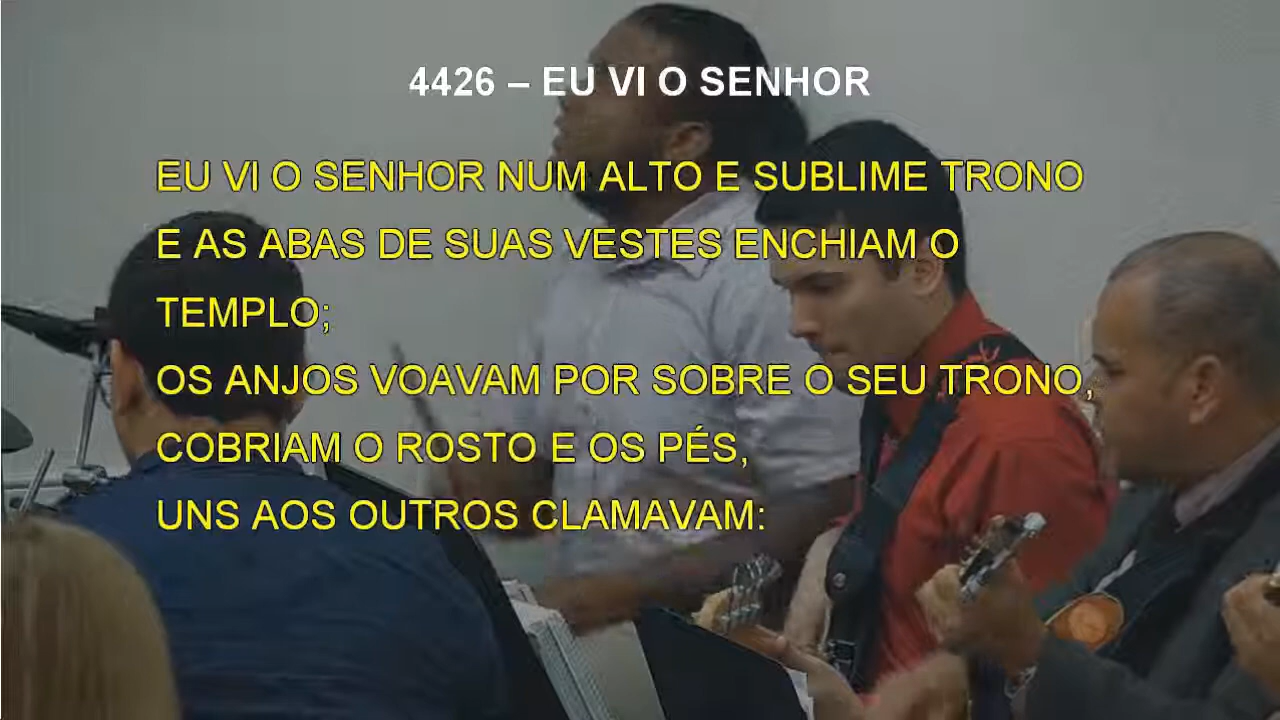 4426 – EU VI O SENHOR
EU VI O SENHOR NUM ALTO E SUBLIME TRONO
E AS ABAS DE SUAS VESTES ENCHIAM O
TEMPLO;
OS ANJOS VOAVAM POR SOBRE O SEU TRONO,
COBRIAM O ROSTO E OS PÉS,
UNS AOS OUTROS CLAMAVAM: